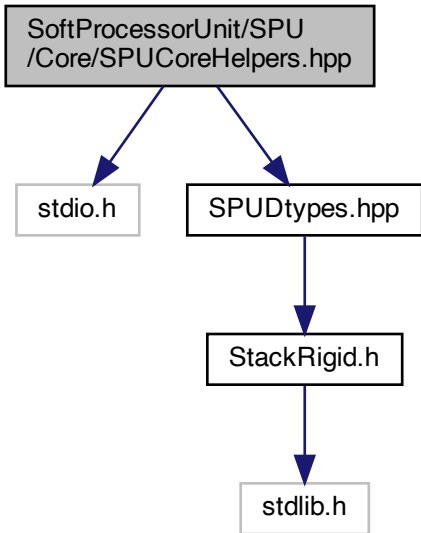 SoftProcessorUnit/SPU
/Core/SPUCoreHelpers.hpp
stdio.h
SPUDtypes.hpp
StackRigid.h
stdlib.h